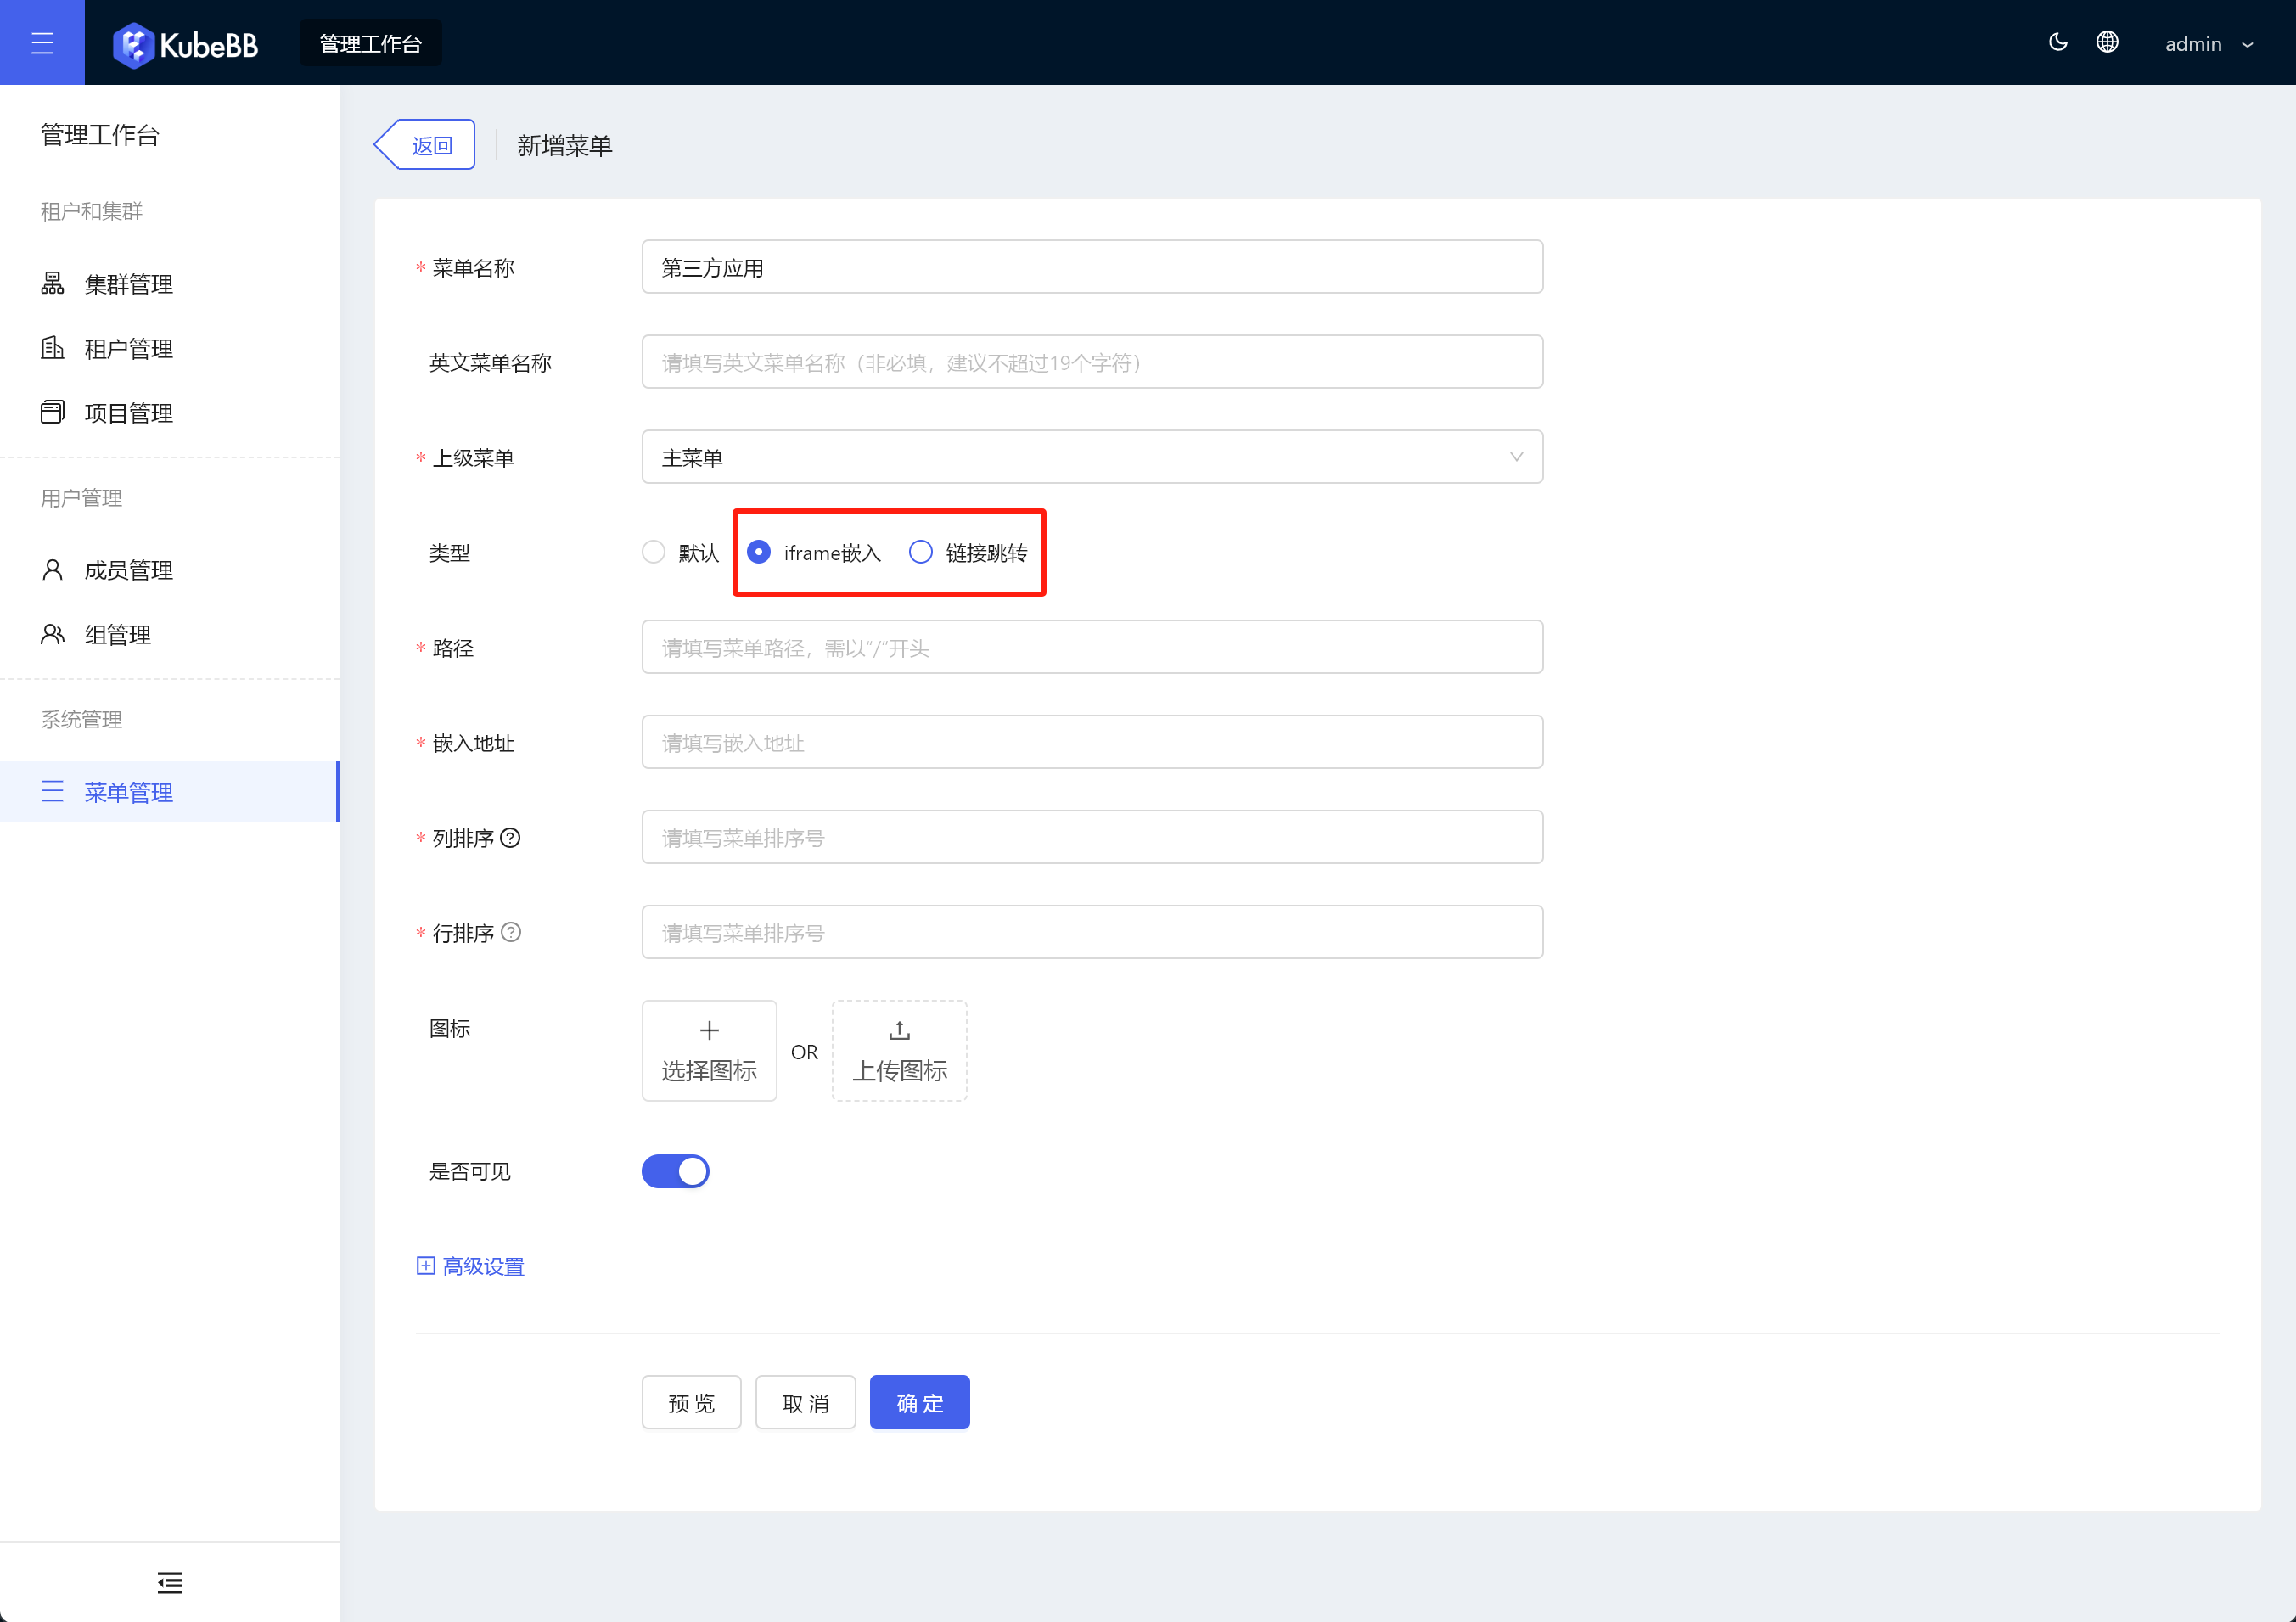 KubeBB
管理工作台
admin
管理工作台
租户和集群
集群管理
租户管理
项目管理
用户管理
成员管理
组管理
系统管理
菜单管理
返回
新增菜单
* 菜单名称
第三方应用
英文菜单名称
请填写英文菜单名称（非必填，建议不超过19个字符）
* 上级菜单
主菜单
类型
默认
iframe嵌入
链接跳转
* 路径
请填写菜单路径，需以“/”开头
* 嵌入地址
请填写嵌入地址
* 列排序
请填写菜单排序号
* 行排序
请填写菜单排序号
图标
选择图标
OR
上传图标
是否可见
高级设置
预 览
取 消
确 定